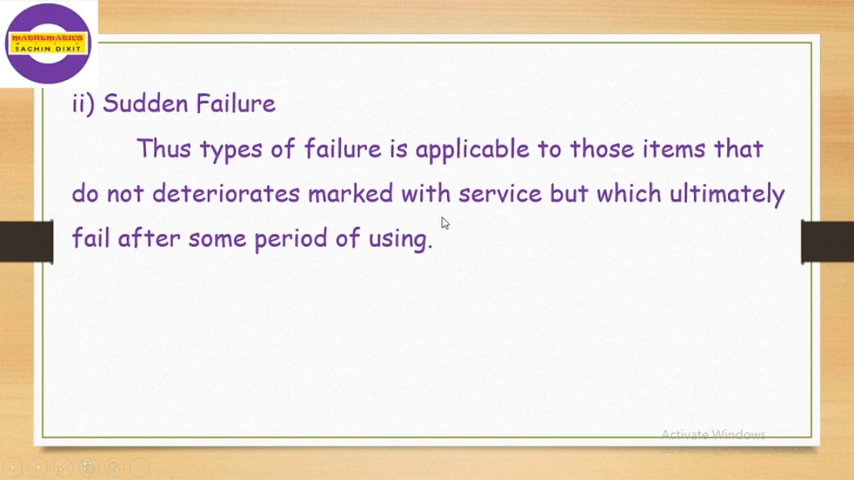 MATHEMATICS
SACHIN DIXIT
ii) Sudden Failure
Thus types of failure is applicable to those items that
do not deteriorates marked with service but which ultimately
fail after some period of using.
Activate Windows